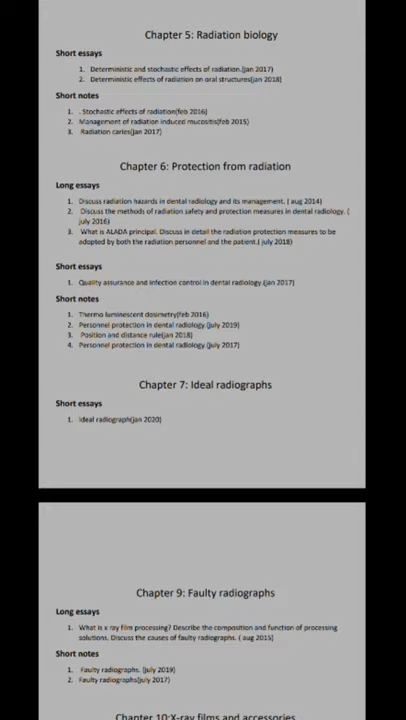 Chapter 5: Radiation biology
Short essays
1. Deterministic and stochastic effects of radiation.(jan 2017)
2. Deterministic effects of radiation on oral structures(jan 2018)
Short notes
1. . Stochastic effects of radiation(feb 2016)
2. Management of radiation induced mucositis(feb 2015)
3. Radiation caries(jan 2017)
Chapter 6: Protection from radiation
Long essays
1. Discuss radiation hazards in dental radiology and its management. ( aug 2014)
2. Discuss the methods of radiation safety and protection measures in dental radiology. (
july 2016)
3. What is ALADA principal. Discuss in detail the radiation protection measures to be
adopted by both the radiation personnel and the patient.( july 2018)
Short essays
1. Quality assurance and infection control in dental radiology.(jan 2017)
Short notes
1. Thermo luminescent dosimetry(feb 2016)
2. Personnel protection in dental radiology.(july 2019)
3. Position and distance rule(jan 2018)
4. Personnel protection in dental radiology.(july 2017)
Chapter 7: Ideal radiographs
Short essays
1. Ideal radiograph(jan 2020)
Chapter 9: Faulty radiographs
Long essays
1. What is x ray film processing? Describe the composition and function of processing
solutions. Discuss the causes of faulty radiographs. ( aug 2015)
Short notes
1. Faulty radiographs. (july 2019)
2. Faulty radiographs(july 2017)
Chapter 10:X-ray films and accessories